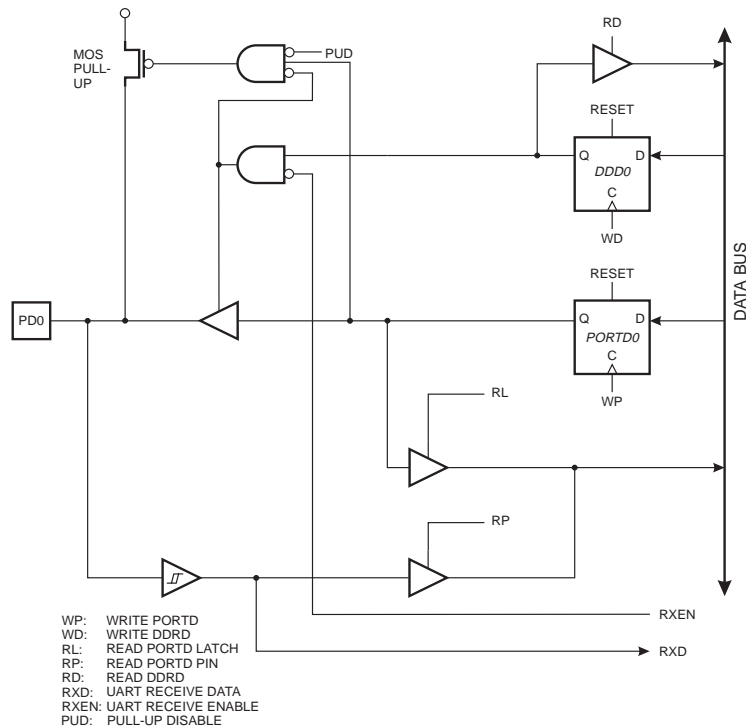 RD
MOS
PULL-
UP
PUD
RESET
Q
D
DDD0
C
WD
DATA BUS
RESET
PD0
Q
D
PORTD0
C
WP
RL
RP
RXEN
RXD
WP: WRITE PORTD
WD: WRITE DDRD
RL: READ PORTD LATCH
RP: READ PORTD PIN
RD: READ DDRD
RXD: UART RECEIVE DATA
RXEN: UART RECEIVE ENABLE
PUD: PULL-UP DISABLE